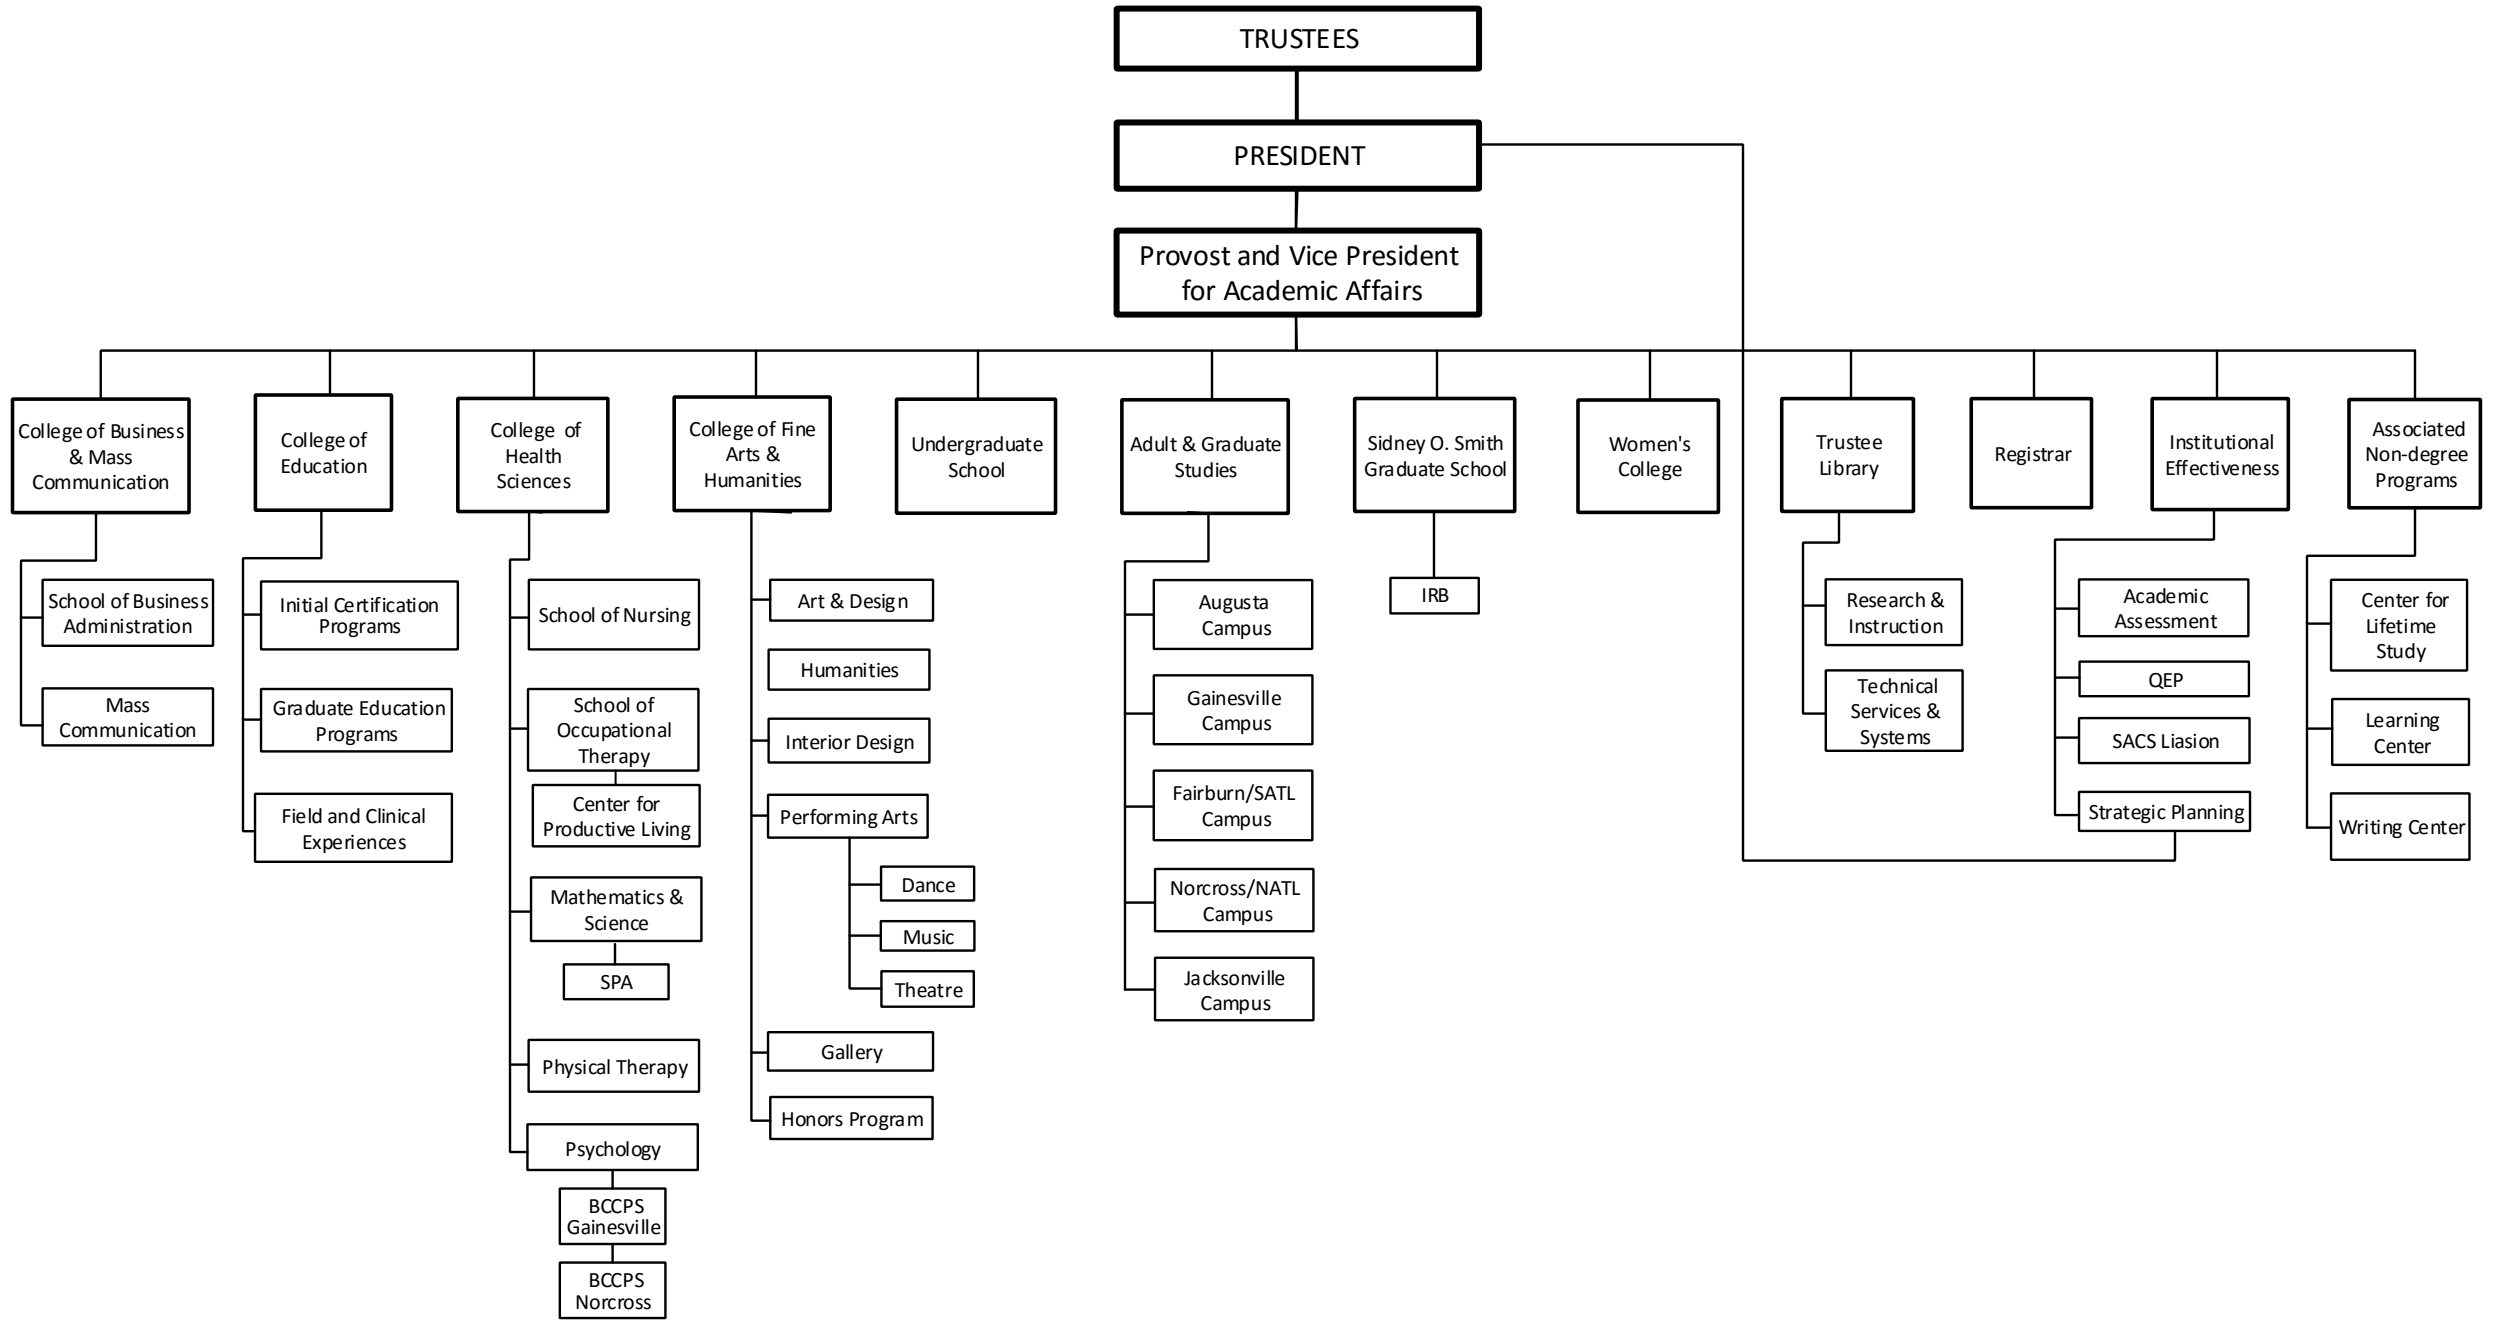 TRUSTEES
PRESIDENT
Provost and Vice President
for Academic Affairs
College of Business
& Mass
Communication
College of
Education
College of
Health
Sciences
College of Fine
Arts &
Humanities
Undergraduate
School
Adult & Graduate
Studies
Sidney O. Smith
Graduate School
Women's
College
Trustee
Library
Registrar
Institutional
Effectiveness
Associated
Non-degree
Programs
School of Business
Administration
Mass
Communication
Initial Certification
Programs
Graduate Education
Programs
Field and Clinical
Experiences
School of Nursing
School of
Occupational
Therapy
Center for
Productive Living
Mathematics &
Science
SPA
Physical Therapy
Psychology
BCCPS
Gainesville
BCCPS
Norcross
Art & Design
Humanities
Interior Design
Performing Arts
Dance
Music
Theatre
Gallery
Honors Program
Augusta
Campus
Gainesville
Campus
Fairburn/SATL
Campus
Norcross/NATL
Campus
Jacksonville
Campus
IRB
Research &
Instruction
Technical
Services &
Systems
Academic
Assessment
QEP
SACS Liasion
Strategic Planning
Center for
Lifetime
Study
Learning
Center
Writing Center